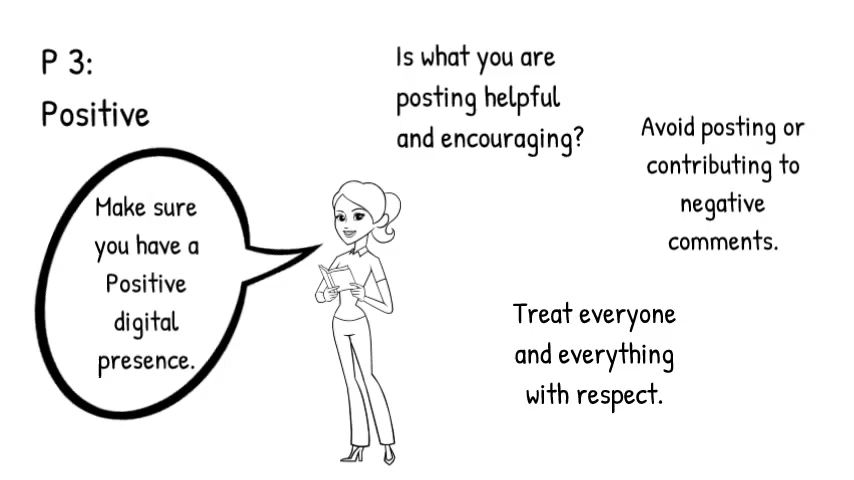 P 3:
Positive
Make sure
you have a
Positive
digital
presence.
Is what you are
posting helpful
and encouraging?
Avoid posting or
contributing to
negative
comments.
Treat everyone
and everything
with respect.